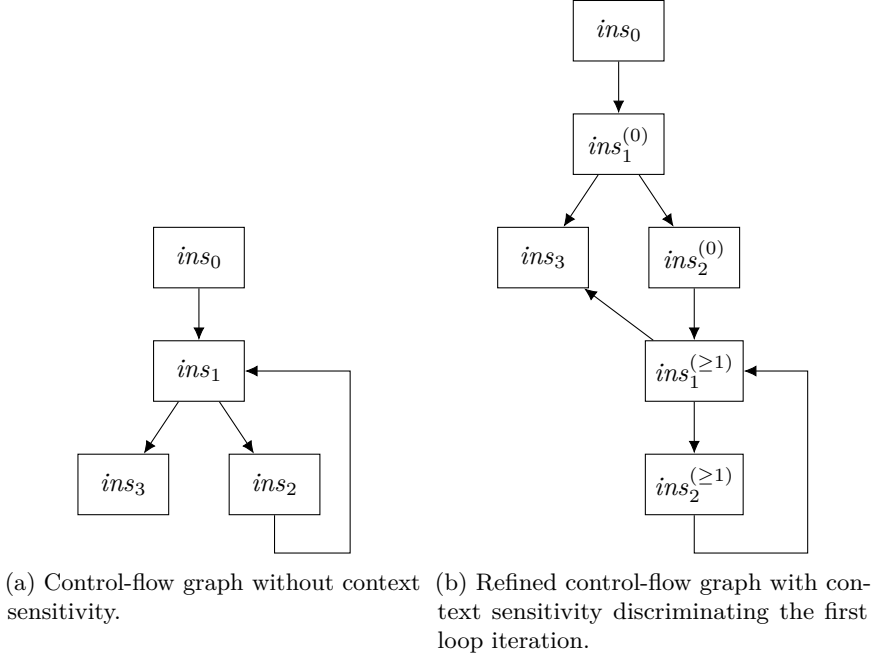 ins₀
ins₁
ins₃ ins₂
(a) Control-flow graph without context
sensitivity.
ins₀
ins₁⁽⁰⁾
ins₃ ins₂⁽⁰⁾
ins₁⁽≥¹⁾
ins₂⁽≥¹⁾
(b) Refined control-flow graph with con-
text sensitivity discriminating the first
loop iteration.